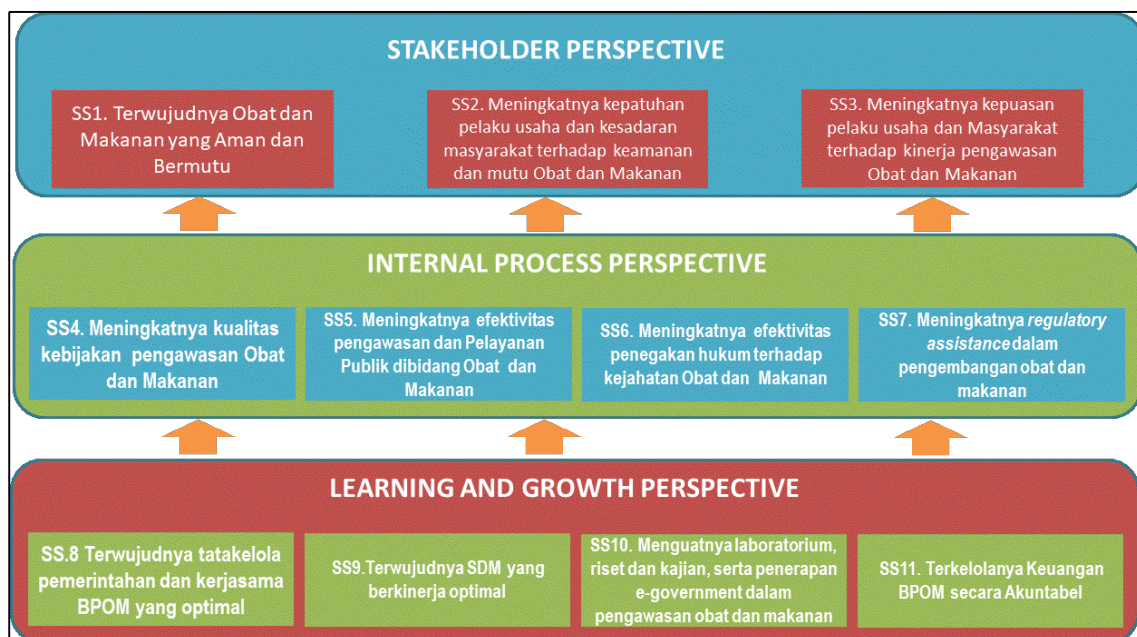 STAKEHOLDER PERSPECTIVE
SS1. Terwujudnya Obat dan
Makanan yang Aman dan
Bermutu
SS2. Meningkatnya kepatuhan
pelaku usaha dan kesadaran
masyarakat terhadap keamanan
dan mutu Obat dan Makanan
SS3. Meningkatnya kepuasan
pelaku usaha dan Masyarakat
terhadap kinerja pengawasan
Obat dan Makanan
INTERNAL PROCESS PERSPECTIVE
SS4. Meningkatnya kualitas
kebijakan pengawasan Obat
dan Makanan
SS5. Meningkatnya efektivitas
pengawasan dan Pelayanan
Publik dibidang Obat dan
Makanan
SS6. Meningkatnya efektivitas
penegakan hukum terhadap
kejahatan Obat dan Makanan
SS7. Meningkatnya regulatory
assistance dalam
pengembangan obat dan
makanan
LEARNING AND GROWTH PERSPECTIVE
SS.8 Terwujudnya tatakelola
pemerintahan dan kerjasama
BPOM yang optimal
SS9.Terwujudnya SDM yang
berkinerja optimal
SS10. Menguatnya laboratorium,
riset dan kajian, serta penerapan
e-government dalam
pengawasan obat dan makanan
SS11. Terkelolanya Keuangan
BPOM secara Akuntabel